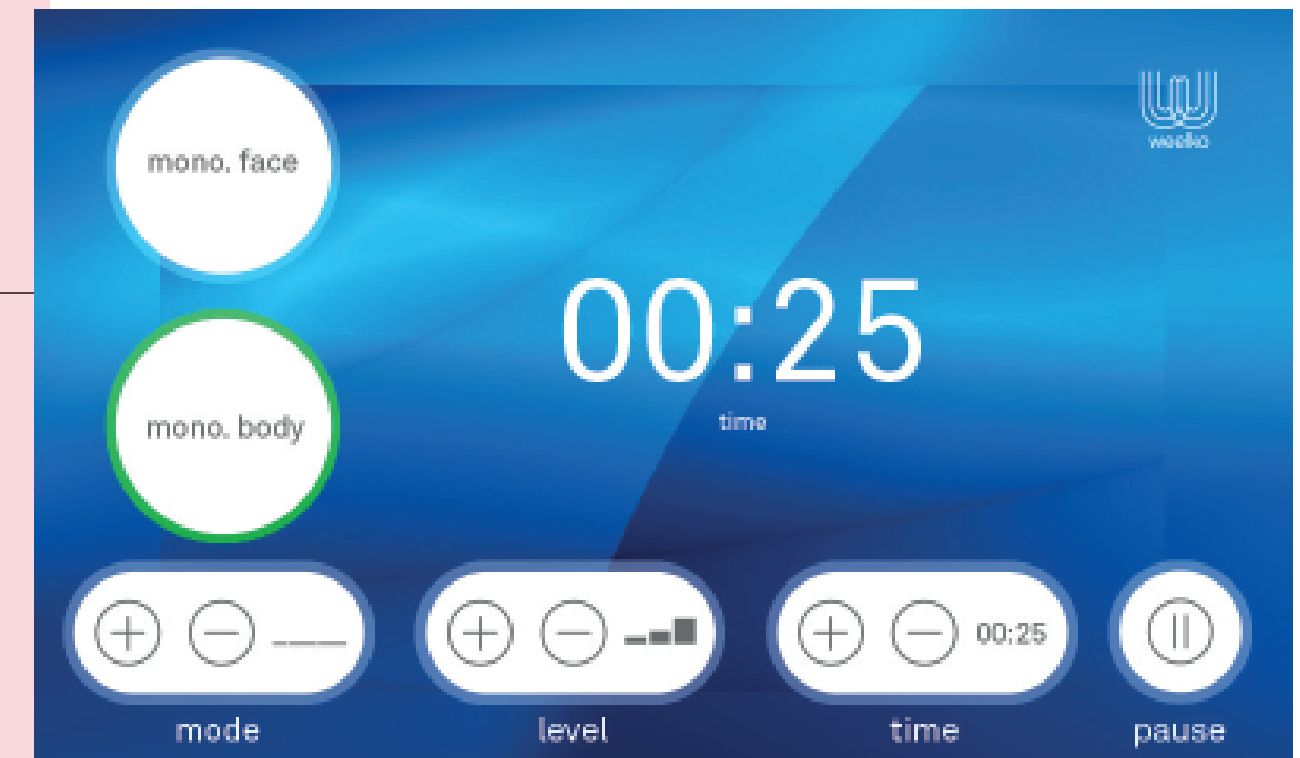 mono. face
weelko
00:25
time
mono. body
00:25
mode
level
time
pause